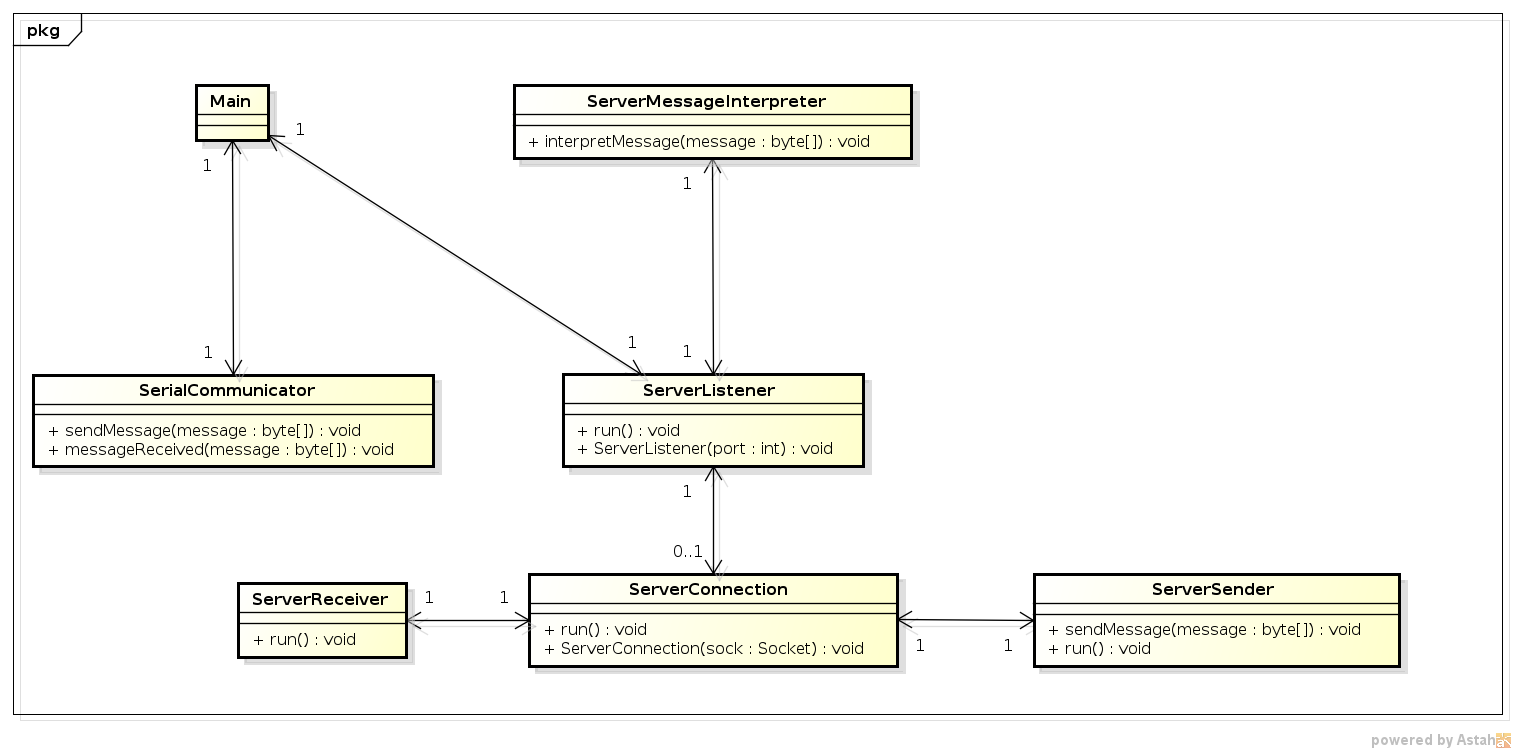 pkg
Main
ServerMessageInterpreter
+ interpretMessage(message : byte[]) : void
1
1
1
1
1
1
SerialCommunicator
+ sendMessage(message : byte[]) : void
+ messageReceived(message : byte[]) : void
ServerListener
+ run() : void
+ ServerListener(port : int) : void
1
0..1
ServerReceiver
+ run() : void
1
1
ServerConnection
+ run() : void
+ ServerConnection(sock : Socket) : void
1
1
ServerSender
+ sendMessage(message : byte[]) : void
+ run() : void
powered by Astah